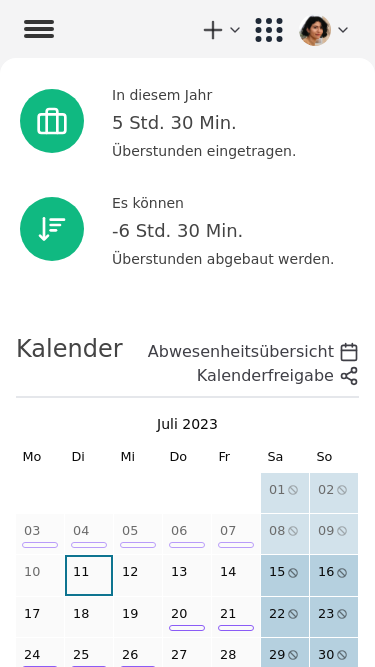 In diesem Jahr
5 Std. 30 Min.
Überstunden eingetragen.
Es können
-6 Std. 30 Min.
Überstunden abgebaut werden.
Kalender
Abwesenheitsübersicht
Kalenderfreigabe
Juli 2023
Mo Di Mi Do Fr Sa So
01 02
03 04 05 06 07 08 09
10 11 12 13 14 15 16
17 18 19 20 21 22 23
24 25 26 27 28 29 30